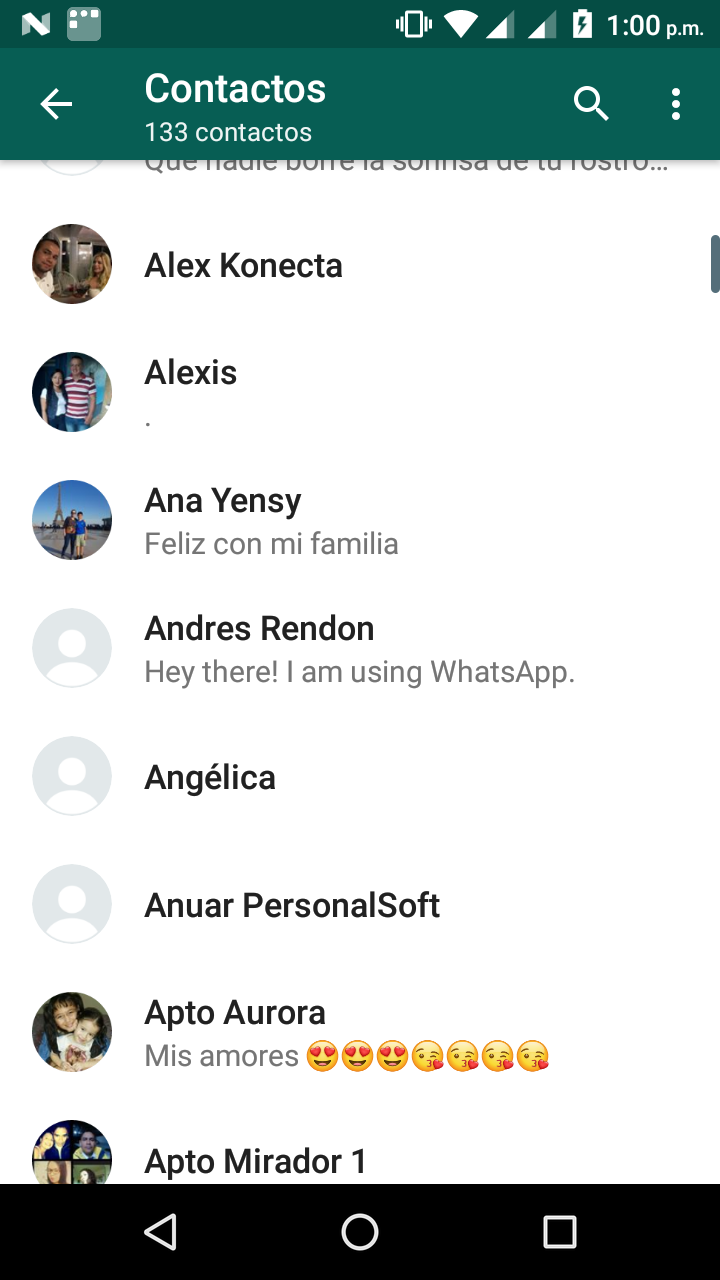 1:00 p.m.
Contactos
133 contactos
Que nadie borre la sonrisa de tu rostro...
Alex Konecta
Alexis
.
Ana Yensy
Feliz con mi familia
Andres Rendon
Hey there! I am using WhatsApp.
Angélica
Anuar PersonalSoft
Apto Aurora
Mis amores 😍😍😍😘😘😘😘
Apto Mirador 1